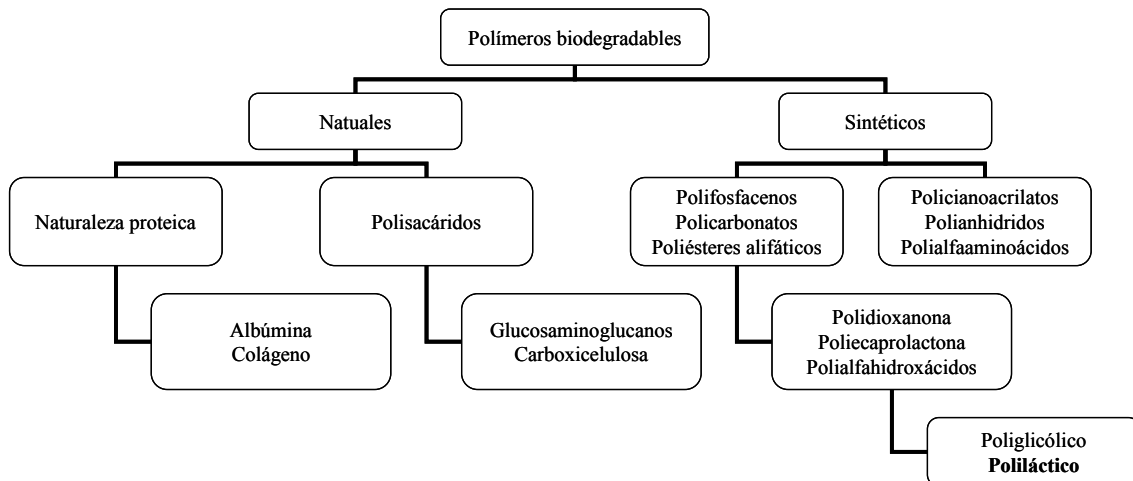 Polímeros biodegradables
Natuales
Sintéticos
Naturaleza proteica
Polisacáridos
Polifosfacenos
Policarbonatos
Poliésteres alifáticos
Policianoacrilatos
Polianhidridos
Polialfaaminoácidos
Albúmina
Colágeno
Glucosaminoglucanos
Carboxicelulosa
Polidioxanona
Poliecaprolactona
Polialfahidroxácidos
Poliglicólico
Poliláctico